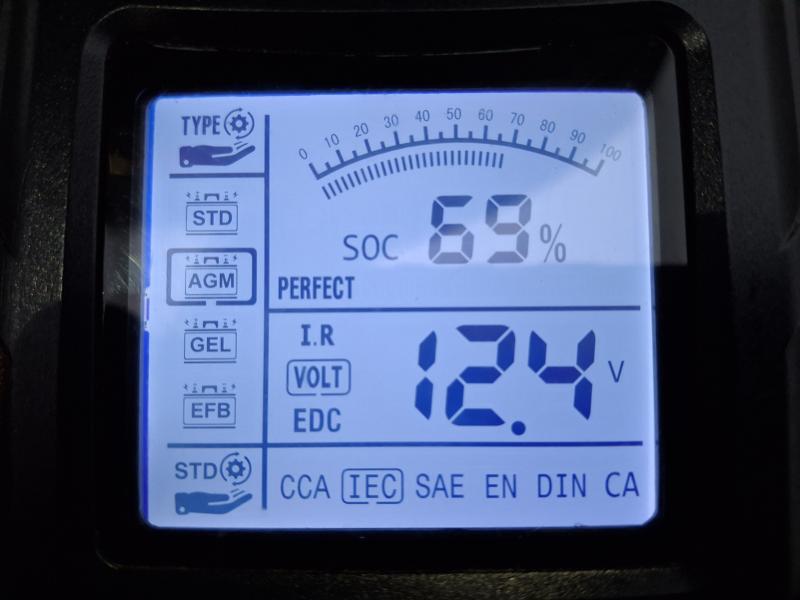 TYPE
0 10 20 30 40 50 60 70 80 90 100
STD
SOC 69%
AGM
PERFECT
GEL
I.R
VOLT 12.4 V
EFB
EDC
STD
CCA IEC SAE EN DIN CA